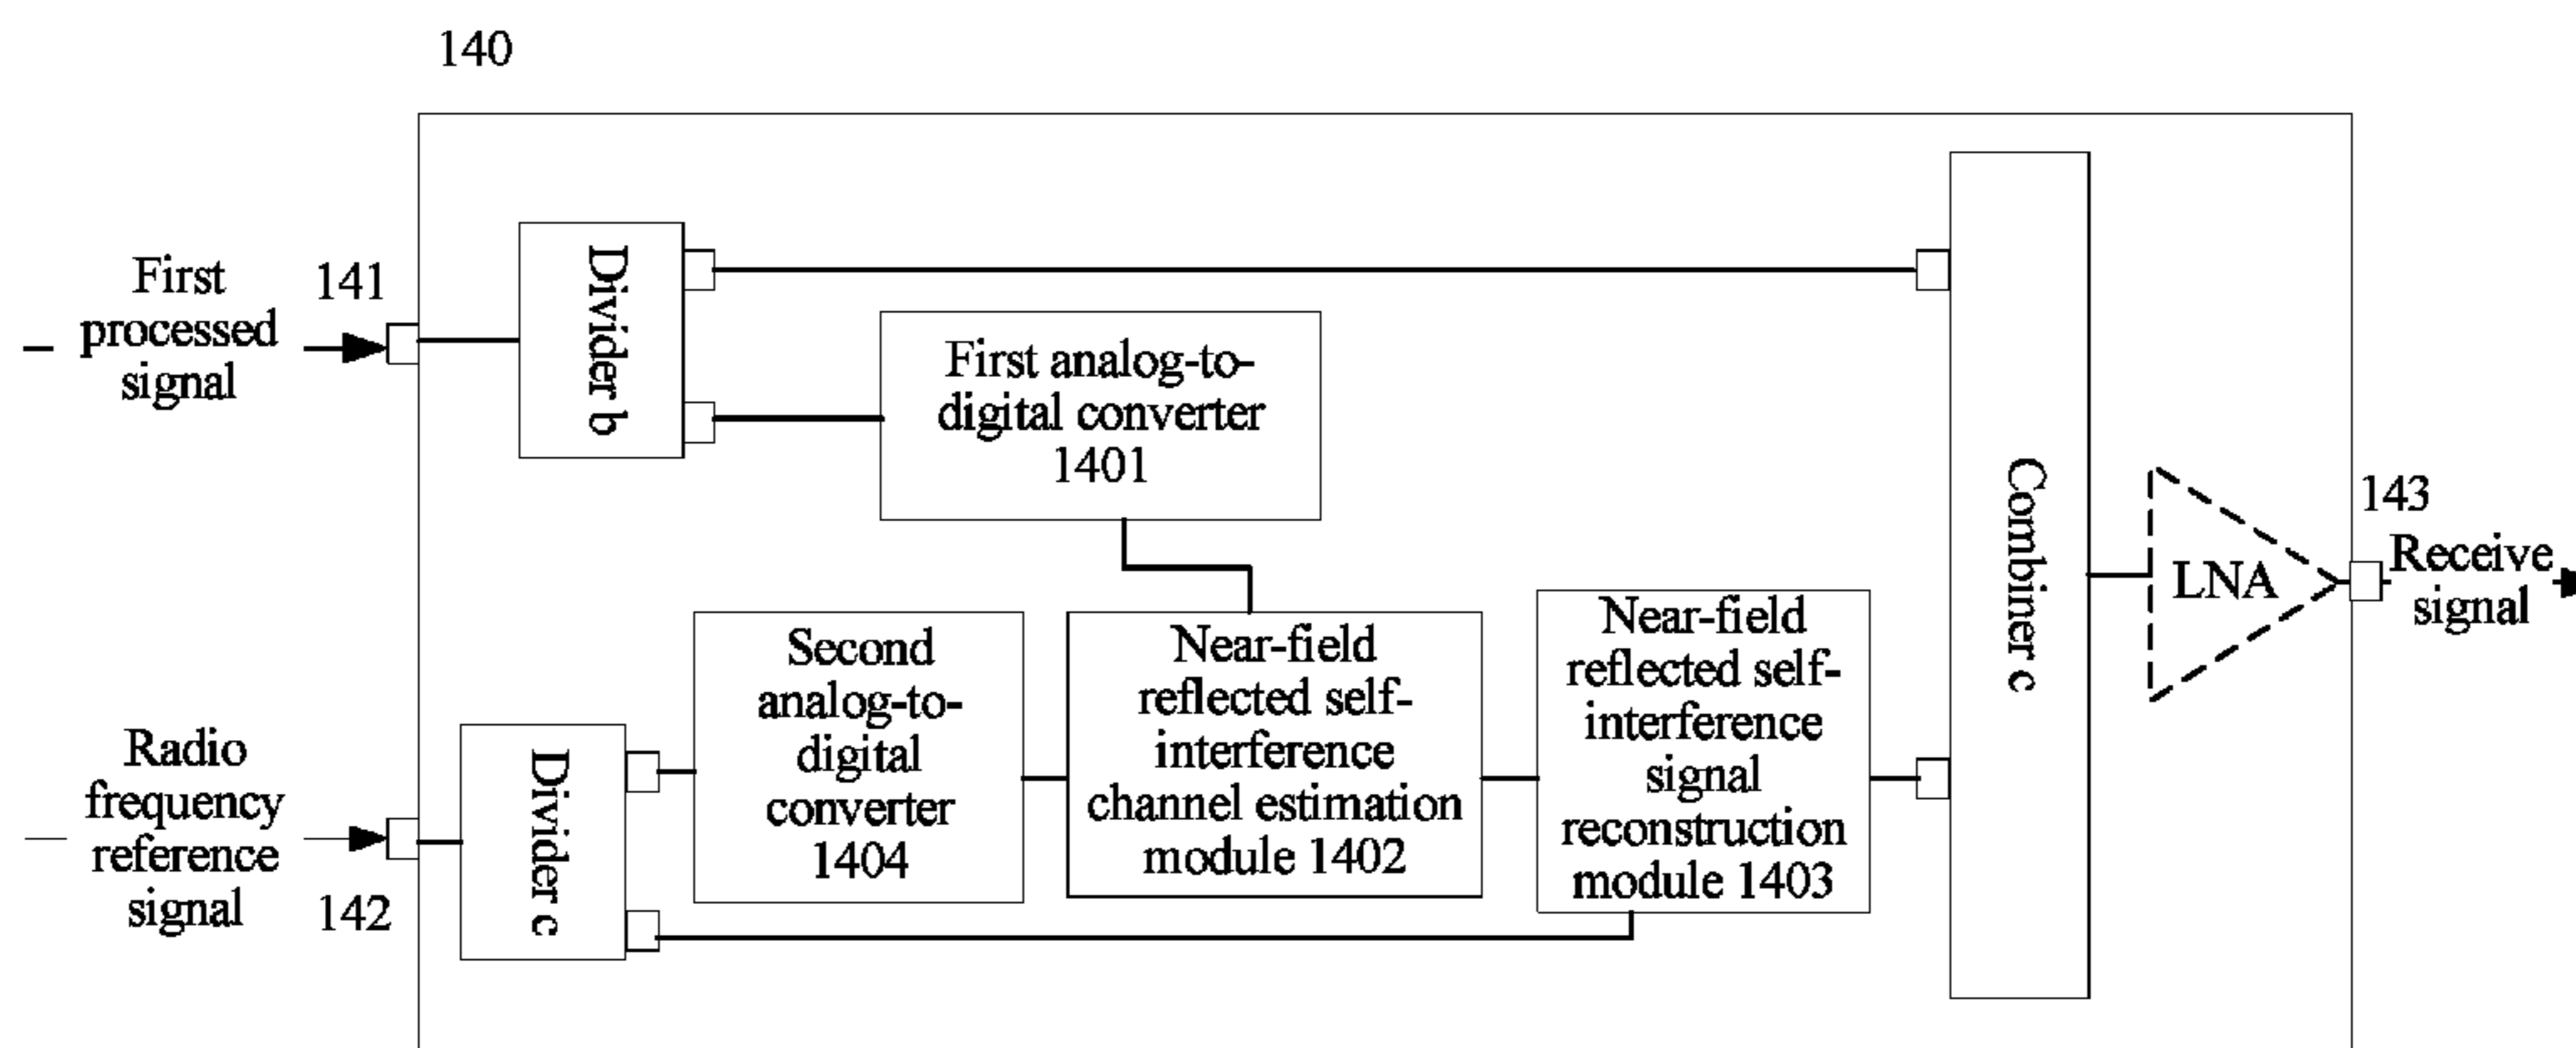 140
First
processed
signal
141
Divider b
First analog-to-
digital converter
1401
Combiner c
LNA
143
Receive
signal
Radio
frequency
reference
signal
142
Divider c
Second
analog-to-
digital
converter
1404
Near-field
reflected self-
interference
channel estimation
module 1402
Near-field
reflected self-
interference
signal
reconstruction
module 1403